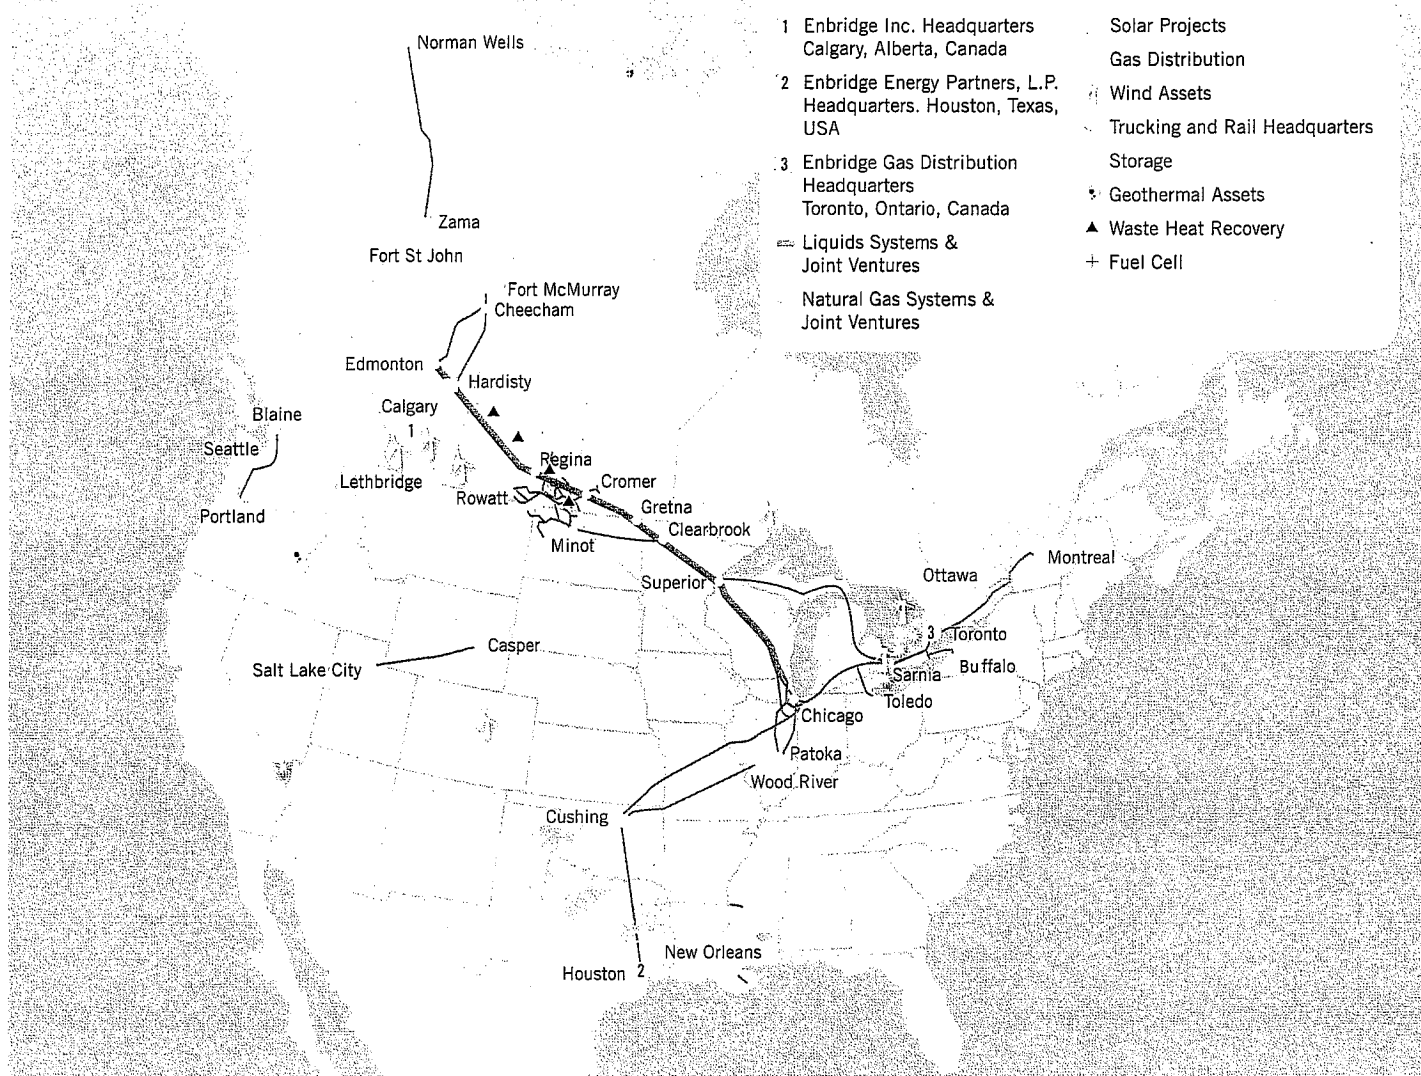 1 Enbridge Inc. Headquarters
Calgary, Alberta, Canada
2 Enbridge Energy Partners, L.P.
Headquarters. Houston, Texas,
USA
3 Enbridge Gas Distribution
Headquarters
Toronto, Ontario, Canada
Liquids Systems &
Joint Ventures
Natural Gas Systems &
Joint Ventures
Solar Projects
Gas Distribution
Wind Assets
Trucking and Rail Headquarters
Storage
Geothermal Assets
Waste Heat Recovery
Fuel Cell
Norman Wells
Zama
Fort St John
Fort McMurray
Cheecham
Edmonton
Hardisty
Calgary
1
Blaine
Seattle
Lethbridge
Portland
Regina
Rowatt
Cromer
Gretna
Clearbrook
Minot
Superior
Ottawa
Montreal
3
Toronto
Buffalo
Sarnia
Toledo
Casper
Salt Lake City
Chicago
Patoka
Wood River
Cushing
New Orleans
Houston 2